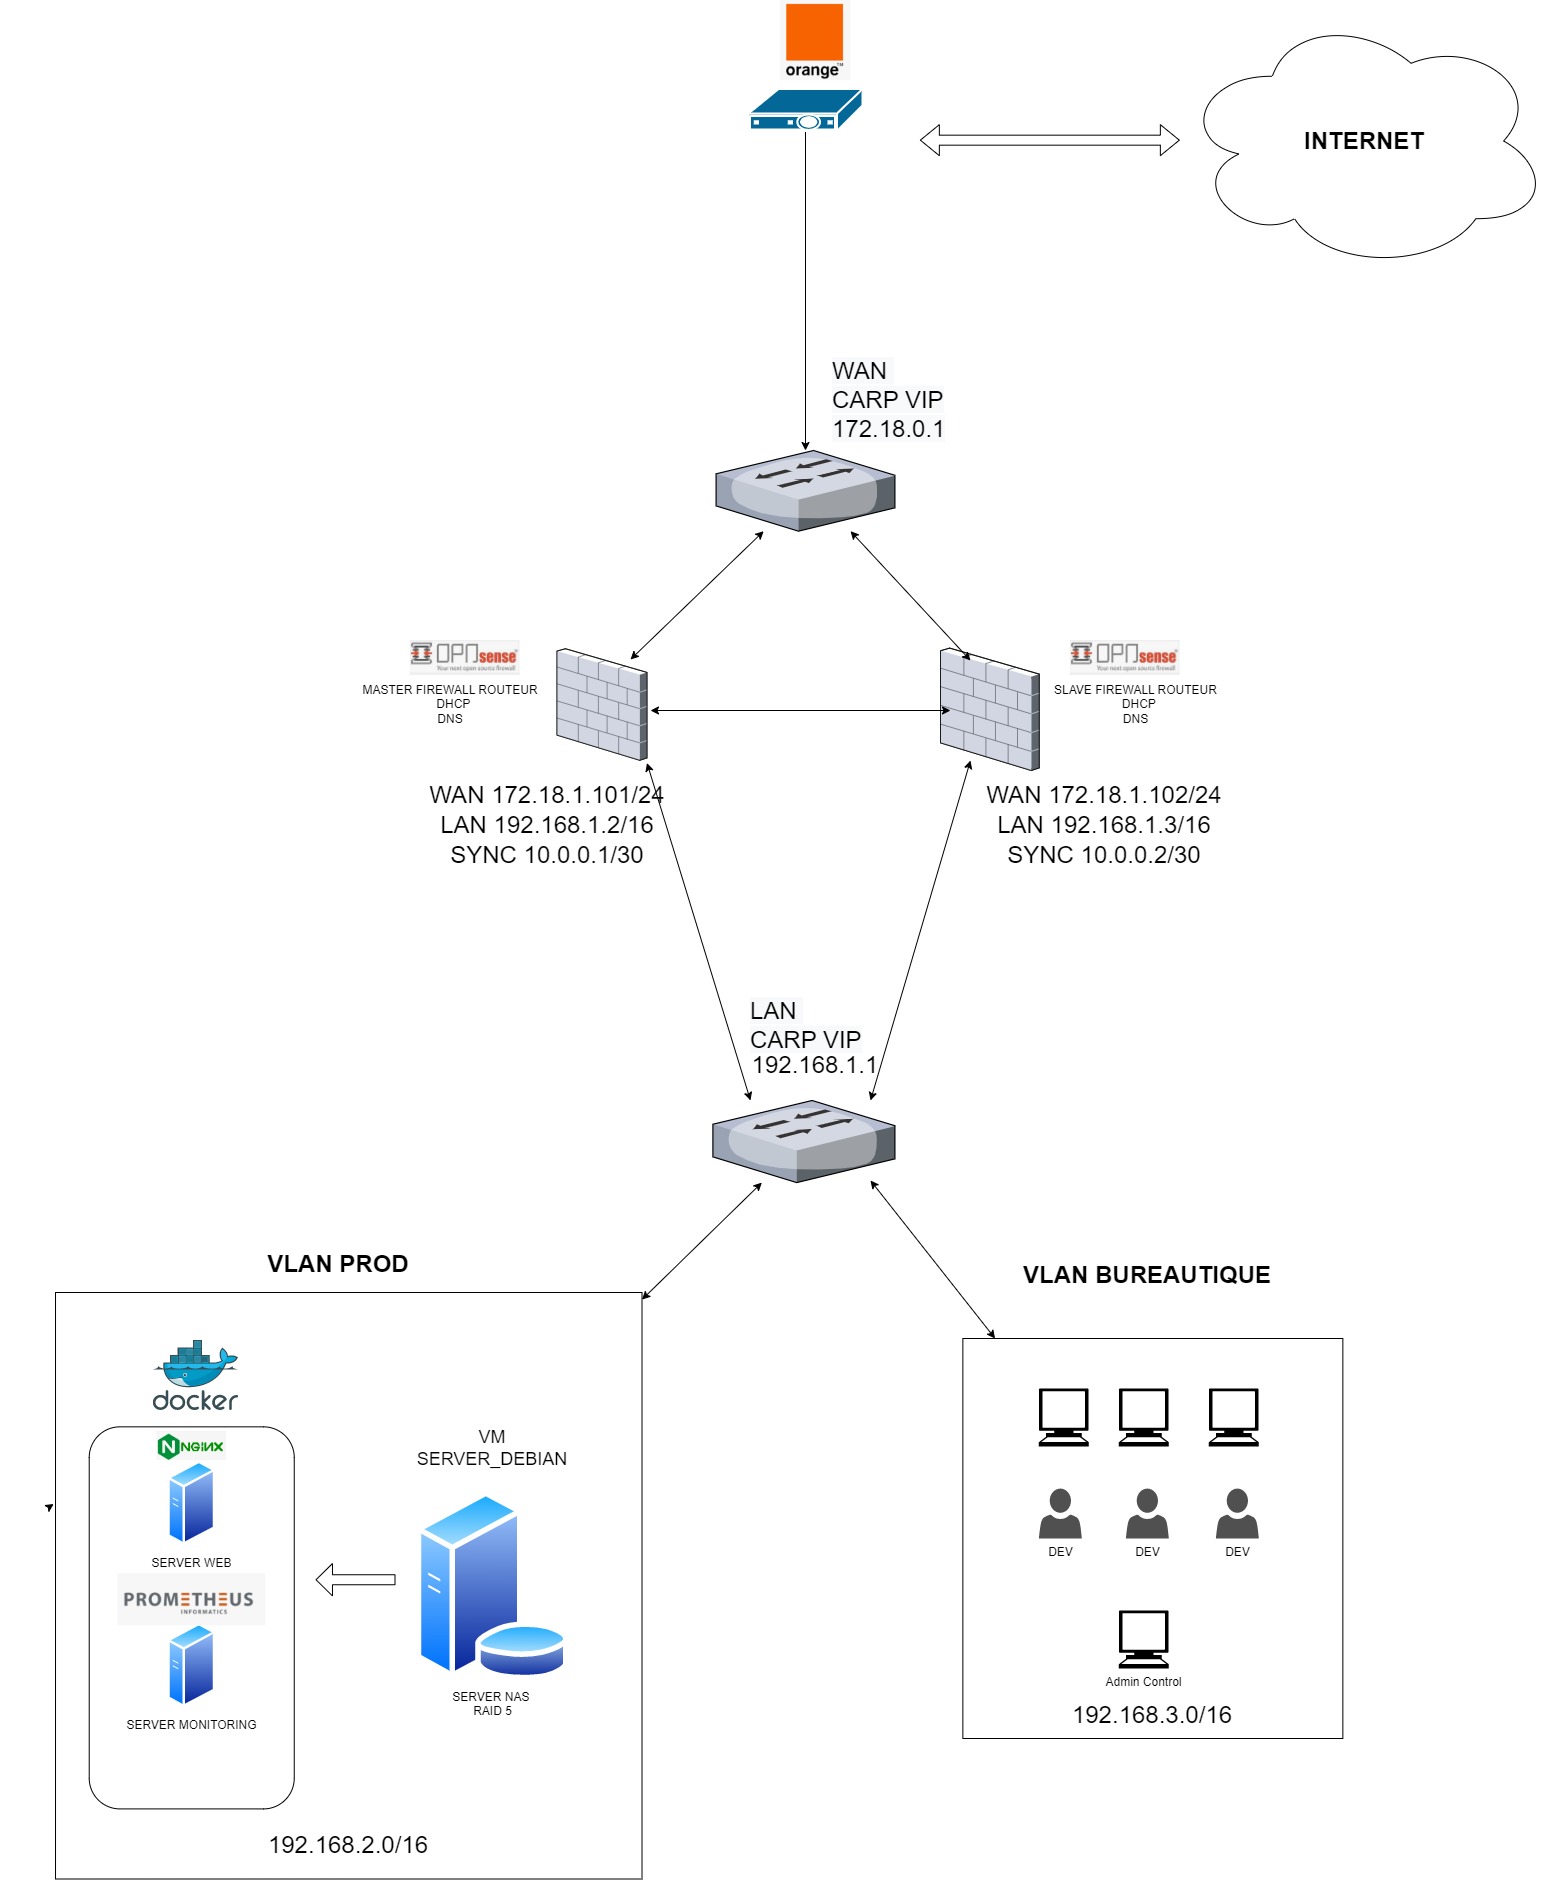 orange™
INTERNET
WAN
CARP VIP
172.18.0.1
OPNsense®
Your next open source firewall
MASTER FIREWALL ROUTEUR
DHCP
DNS
OPNsense®
Your next open source firewall
SLAVE FIREWALL ROUTEUR
DHCP
DNS
WAN 172.18.1.101/24
LAN 192.168.1.2/16
SYNC 10.0.0.1/30
WAN 172.18.1.102/24
LAN 192.168.1.3/16
SYNC 10.0.0.2/30
LAN
CARP VIP
192.168.1.1
VLAN PROD
docker
NGINX
SERVER WEB
PROMETHEUS
INFORMATICS
SERVER MONITORING
VM
SERVER_DEBIAN
SERVER NAS
RAID 5
192.168.2.0/16
VLAN BUREAUTIQUE
DEV
DEV
DEV
Admin Control
192.168.3.0/16